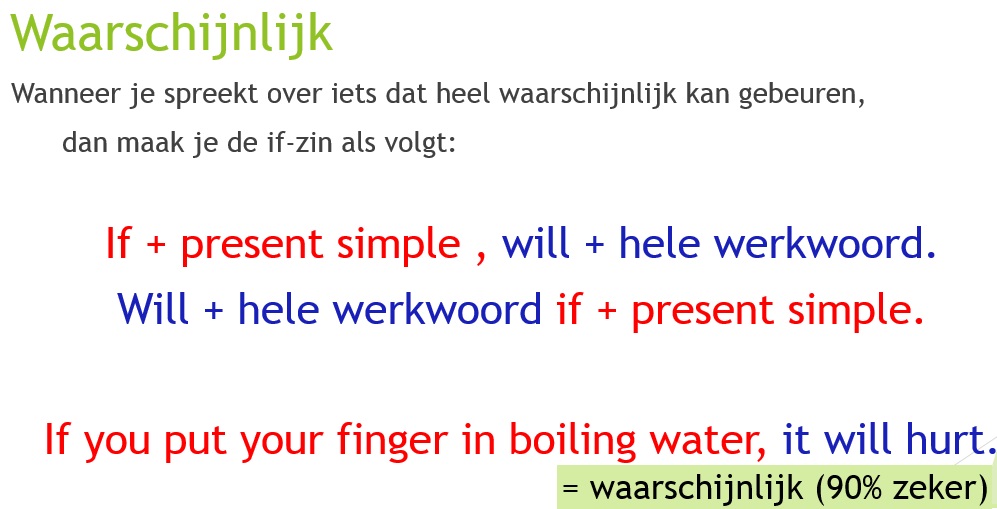 Waarschijnlijk
Wanneer je spreekt over iets dat heel waarschijnlijk kan gebeuren,
dan maak je de if-zin als volgt:
If + present simple , will + hele werkwoord.
Will + hele werkwoord if + present simple.
If you put your finger in boiling water, it will hurt.
= waarschijnlijk (90% zeker)